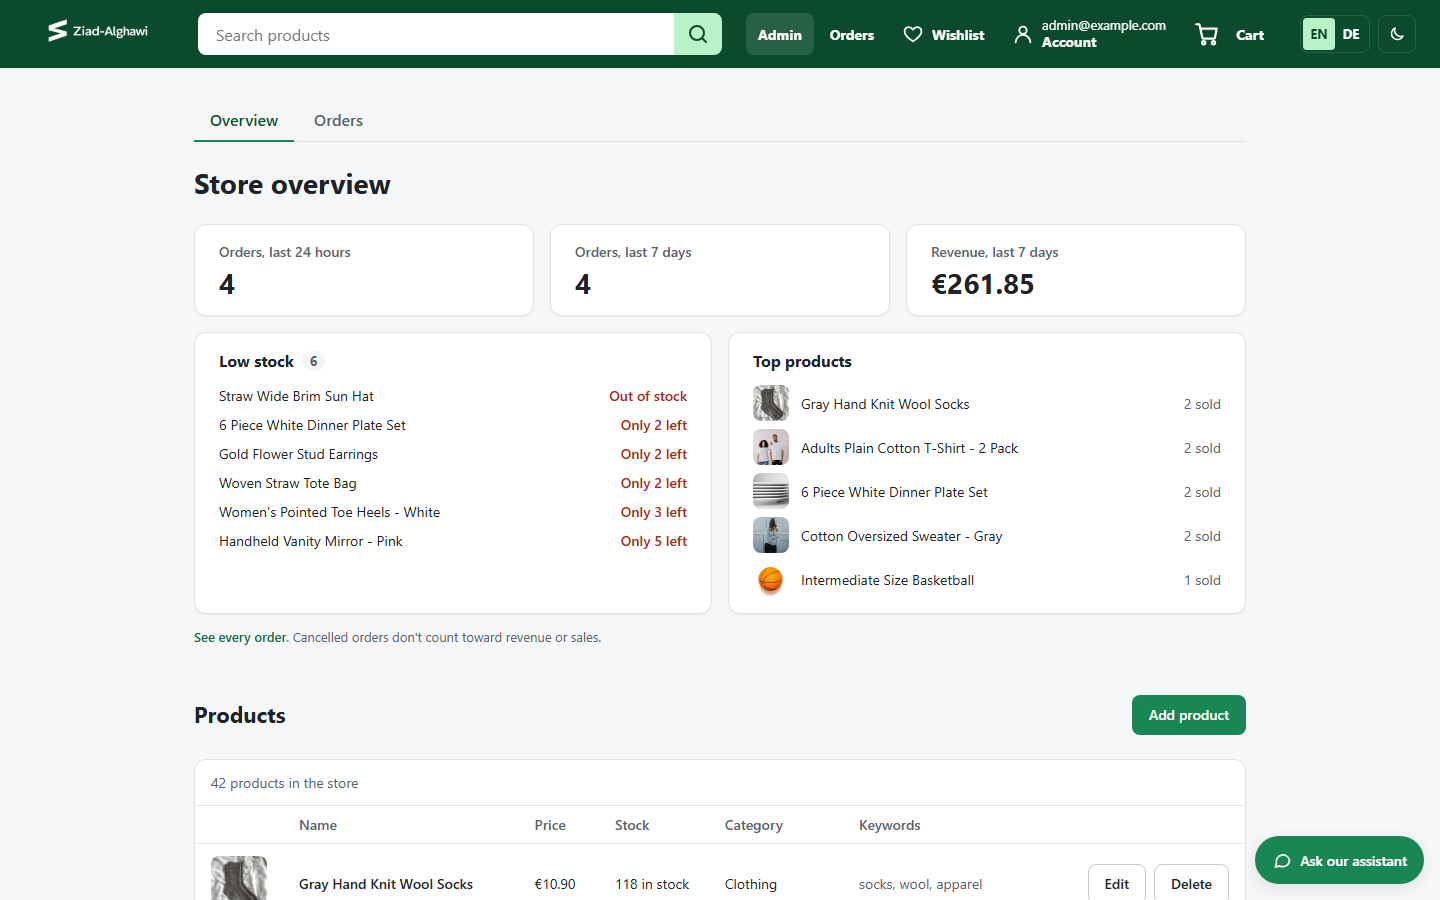 Ziad-Alghawi
Search products
Admin
Orders
Wishlist
admin@example.com
Account
Cart
EN
DE
Overview
Orders
Store overview
Orders, last 24 hours
4
Orders, last 7 days
4
Revenue, last 7 days
€261.85
Low stock 6
Straw Wide Brim Sun Hat Out of stock
6 Piece White Dinner Plate Set Only 2 left
Gold Flower Stud Earrings Only 2 left
Woven Straw Tote Bag Only 2 left
Women's Pointed Toe Heels - White Only 3 left
Handheld Vanity Mirror - Pink Only 5 left
Top products
Gray Hand Knit Wool Socks 2 sold
Adults Plain Cotton T-Shirt - 2 Pack 2 sold
6 Piece White Dinner Plate Set 2 sold
Cotton Oversized Sweater - Gray 2 sold
Intermediate Size Basketball 1 sold
See every order. Cancelled orders don't count toward revenue or sales.
Products
Add product
42 products in the store
Name Price Stock Category Keywords
Gray Hand Knit Wool Socks €10.90 118 in stock Clothing socks, wool, apparel Edit Delete
Ask our assistant